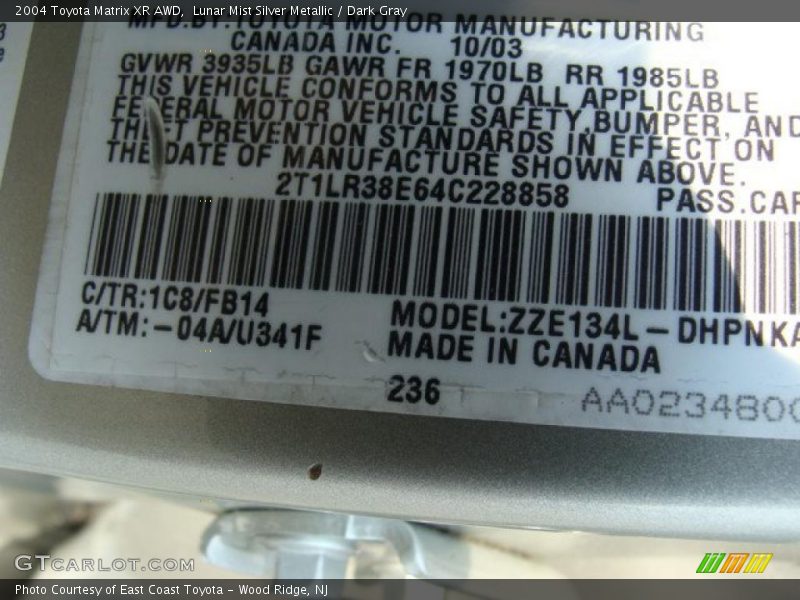 2004 Toyota Matrix XR AWD,  Lunar Mist Silver Metallic / Dark Gray
MFD.BY:TOYOTA MOTOR MANUFACTURING
CANADA INC. 10/03
GVWR 3935LB GAWR FR 1970LB RR 1985LB
THIS VEHICLE CONFORMS TO ALL APPLICABLE
FEDERAL MOTOR VEHICLE SAFETY,BUMPER, AND
THEFT PREVENTION STANDARDS IN EFFECT ON
THE DATE OF MANUFACTURE SHOWN ABOVE.
2T1LR38E64C228858 PASS.CAR
C/TR:1C8/FB14
A/TM:-04A/U341F
MODEL:ZZE134L-DHPNKA
MADE IN CANADA
236
AA0234800
GTCARLOT.COM
Photo Courtesy of East Coast Toyota - Wood Ridge, NJ